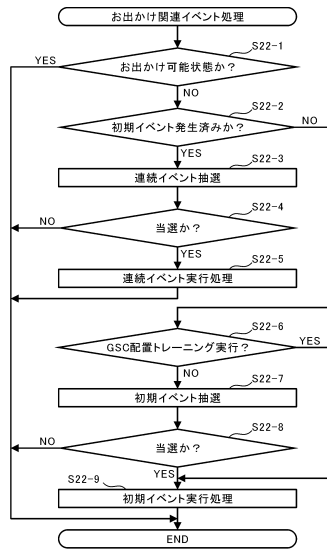 お出かけ関連イベント処理
S22-1
お出かけ可能状態か?
YES
NO
S22-2
初期イベント発生済みか?
NO
YES
S22-3
連続イベント抽選
S22-4
当選か?
NO
YES
S22-5
連続イベント実行処理
S22-6
GSC配置トレーニング実行?
YES
NO
S22-7
初期イベント抽選
S22-8
当選か?
NO
YES
S22-9
初期イベント実行処理
END